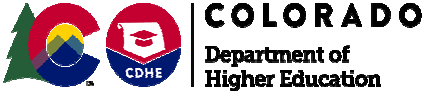 CDHE
COLORADO
Department of
Higher Education